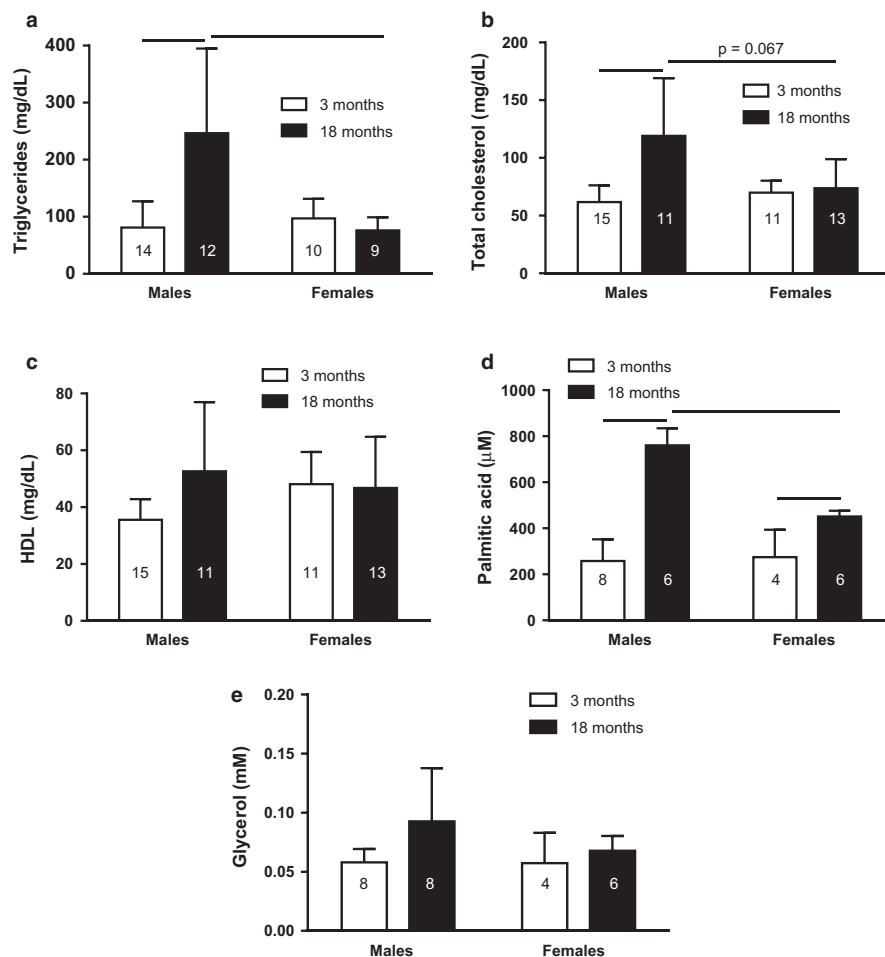 a
Triglycerides (mg/dL)
400
300
200
100
0
3 months
18 months
14
12
10
9
Males
Females
b
Total cholesterol (mg/dL)
200
150
100
50
0
p = 0.067
3 months
18 months
15
11
11
13
Males
Females
c
HDL (mg/dL)
80
60
40
20
0
3 months
18 months
15
11
11
13
Males
Females
d
Palmitic acid (μM)
1000
800
600
400
200
0
3 months
18 months
8
6
4
6
Males
Females
e
Glycerol (mM)
0.20
0.15
0.10
0.05
0.00
3 months
18 months
8
8
4
6
Males
Females